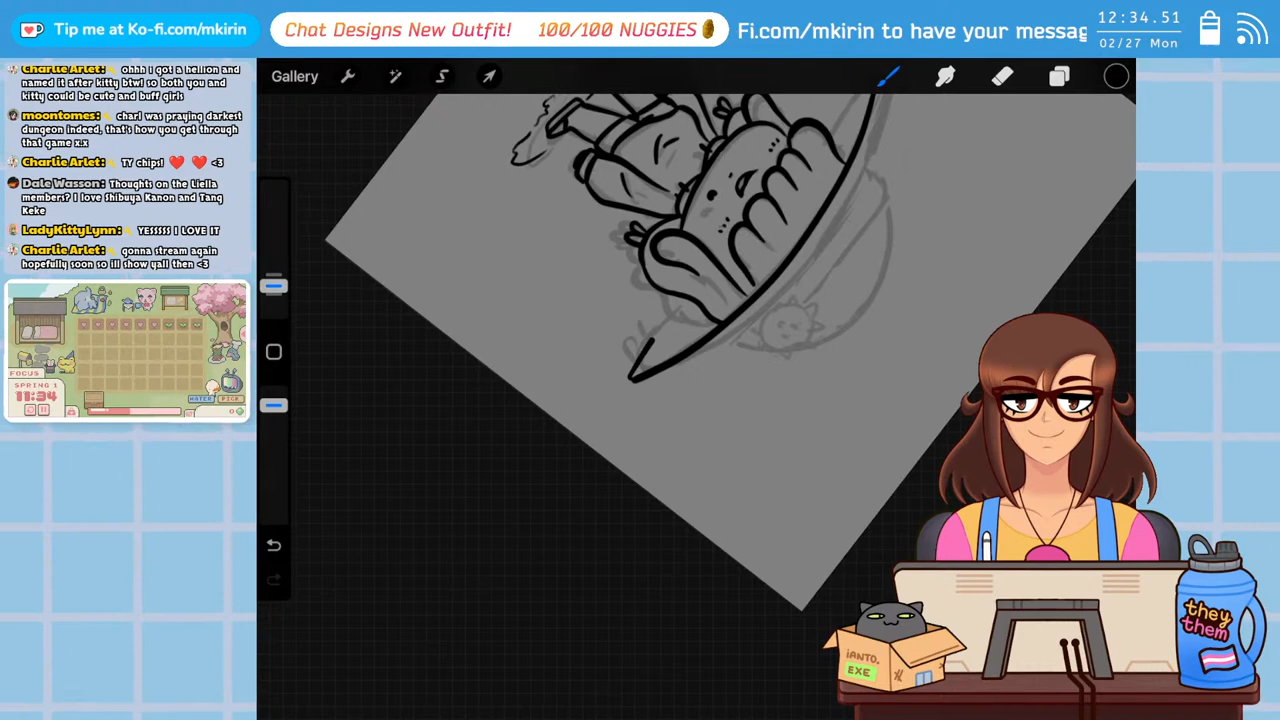 Tip me at Ko-fi.com/mkirin
Chat Designs New Outfit! 100/100 NUGGIES
Fi.com/mkirin to have your messag
12:34.51
02/27 Mon
Gallery
Charlie Arlet: ohhh i got a hellion and
named it after kitty btw! so both you and
kitty could be cute and buff girls
moontomes: char! was praying darkest
dungeon indeed, that's how you get through
that game x.x
Charlie Arlet: TY chips! <3
Dale Wasson: Thoughts on the Liella
members? I love Shibuya Kanon and Tang
Keke
LadyKittyLynn: YESSSSS I LOVE IT
Charlie Arlet: gonna stream again
hopefully soon so ill show yall then <3
FOCUS
SPRING 1
11:34
WATER
PICK
0
iANTO.
EXE
they
them